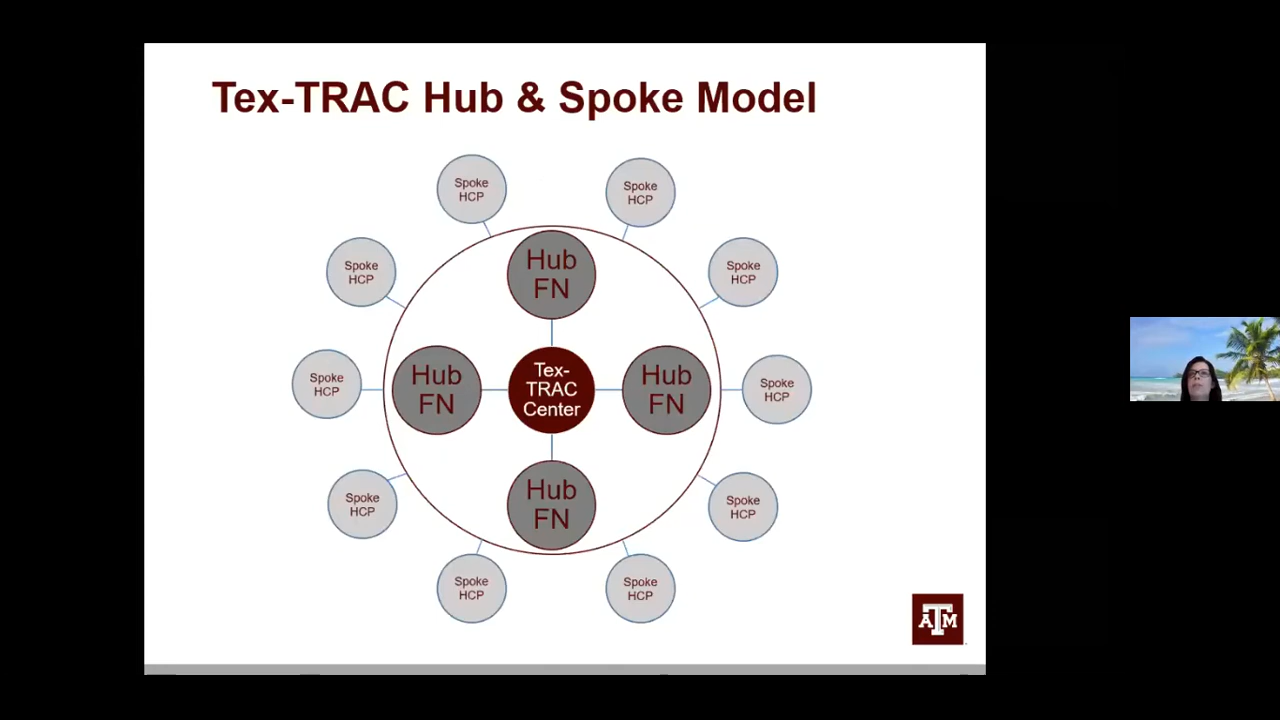 Tex-TRAC Hub & Spoke Model
Spoke
HCP
Spoke
HCP
Spoke
HCP
Hub
FN
Spoke
HCP
Spoke
HCP
Hub
FN
Tex-
TRAC
Center
Hub
FN
Spoke
HCP
Spoke
HCP
Hub
FN
Spoke
HCP
Spoke
HCP
Spoke
HCP
ATM